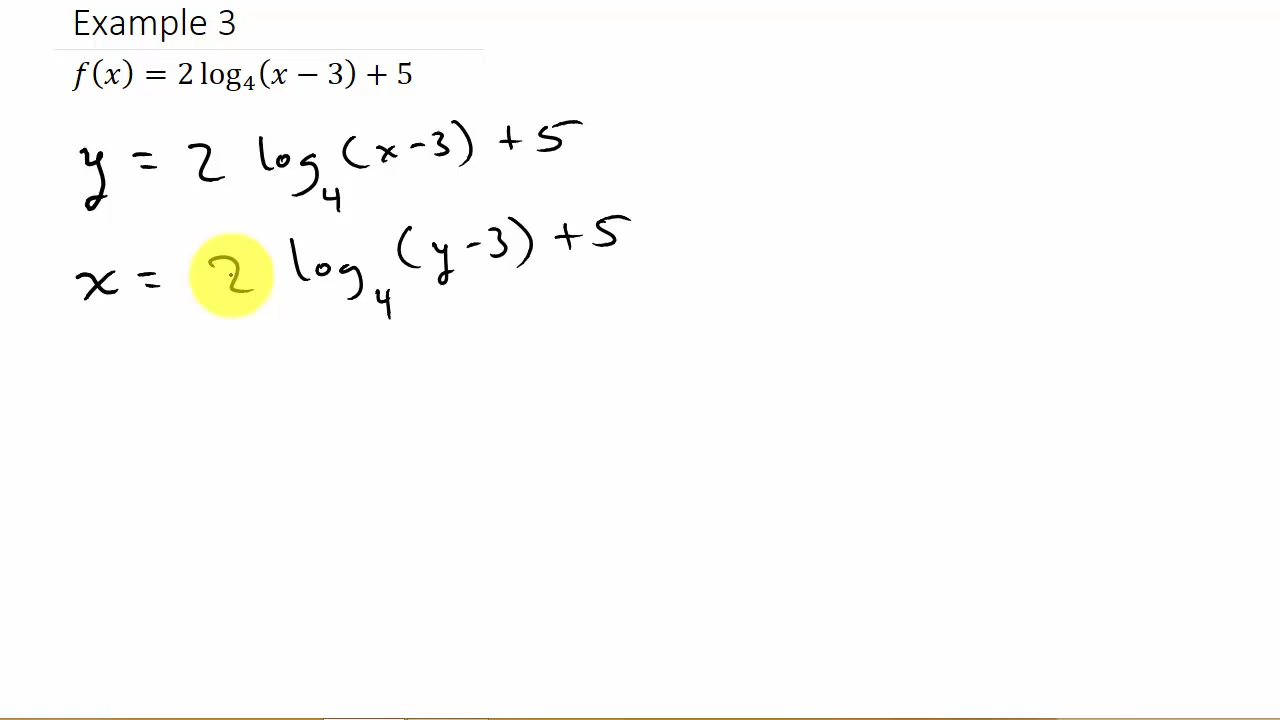 Example 3
f(x) = 2 log₄(x − 3) + 5
y = 2 log₄(x-3) + 5
x = 2 log₄(y-3) + 5